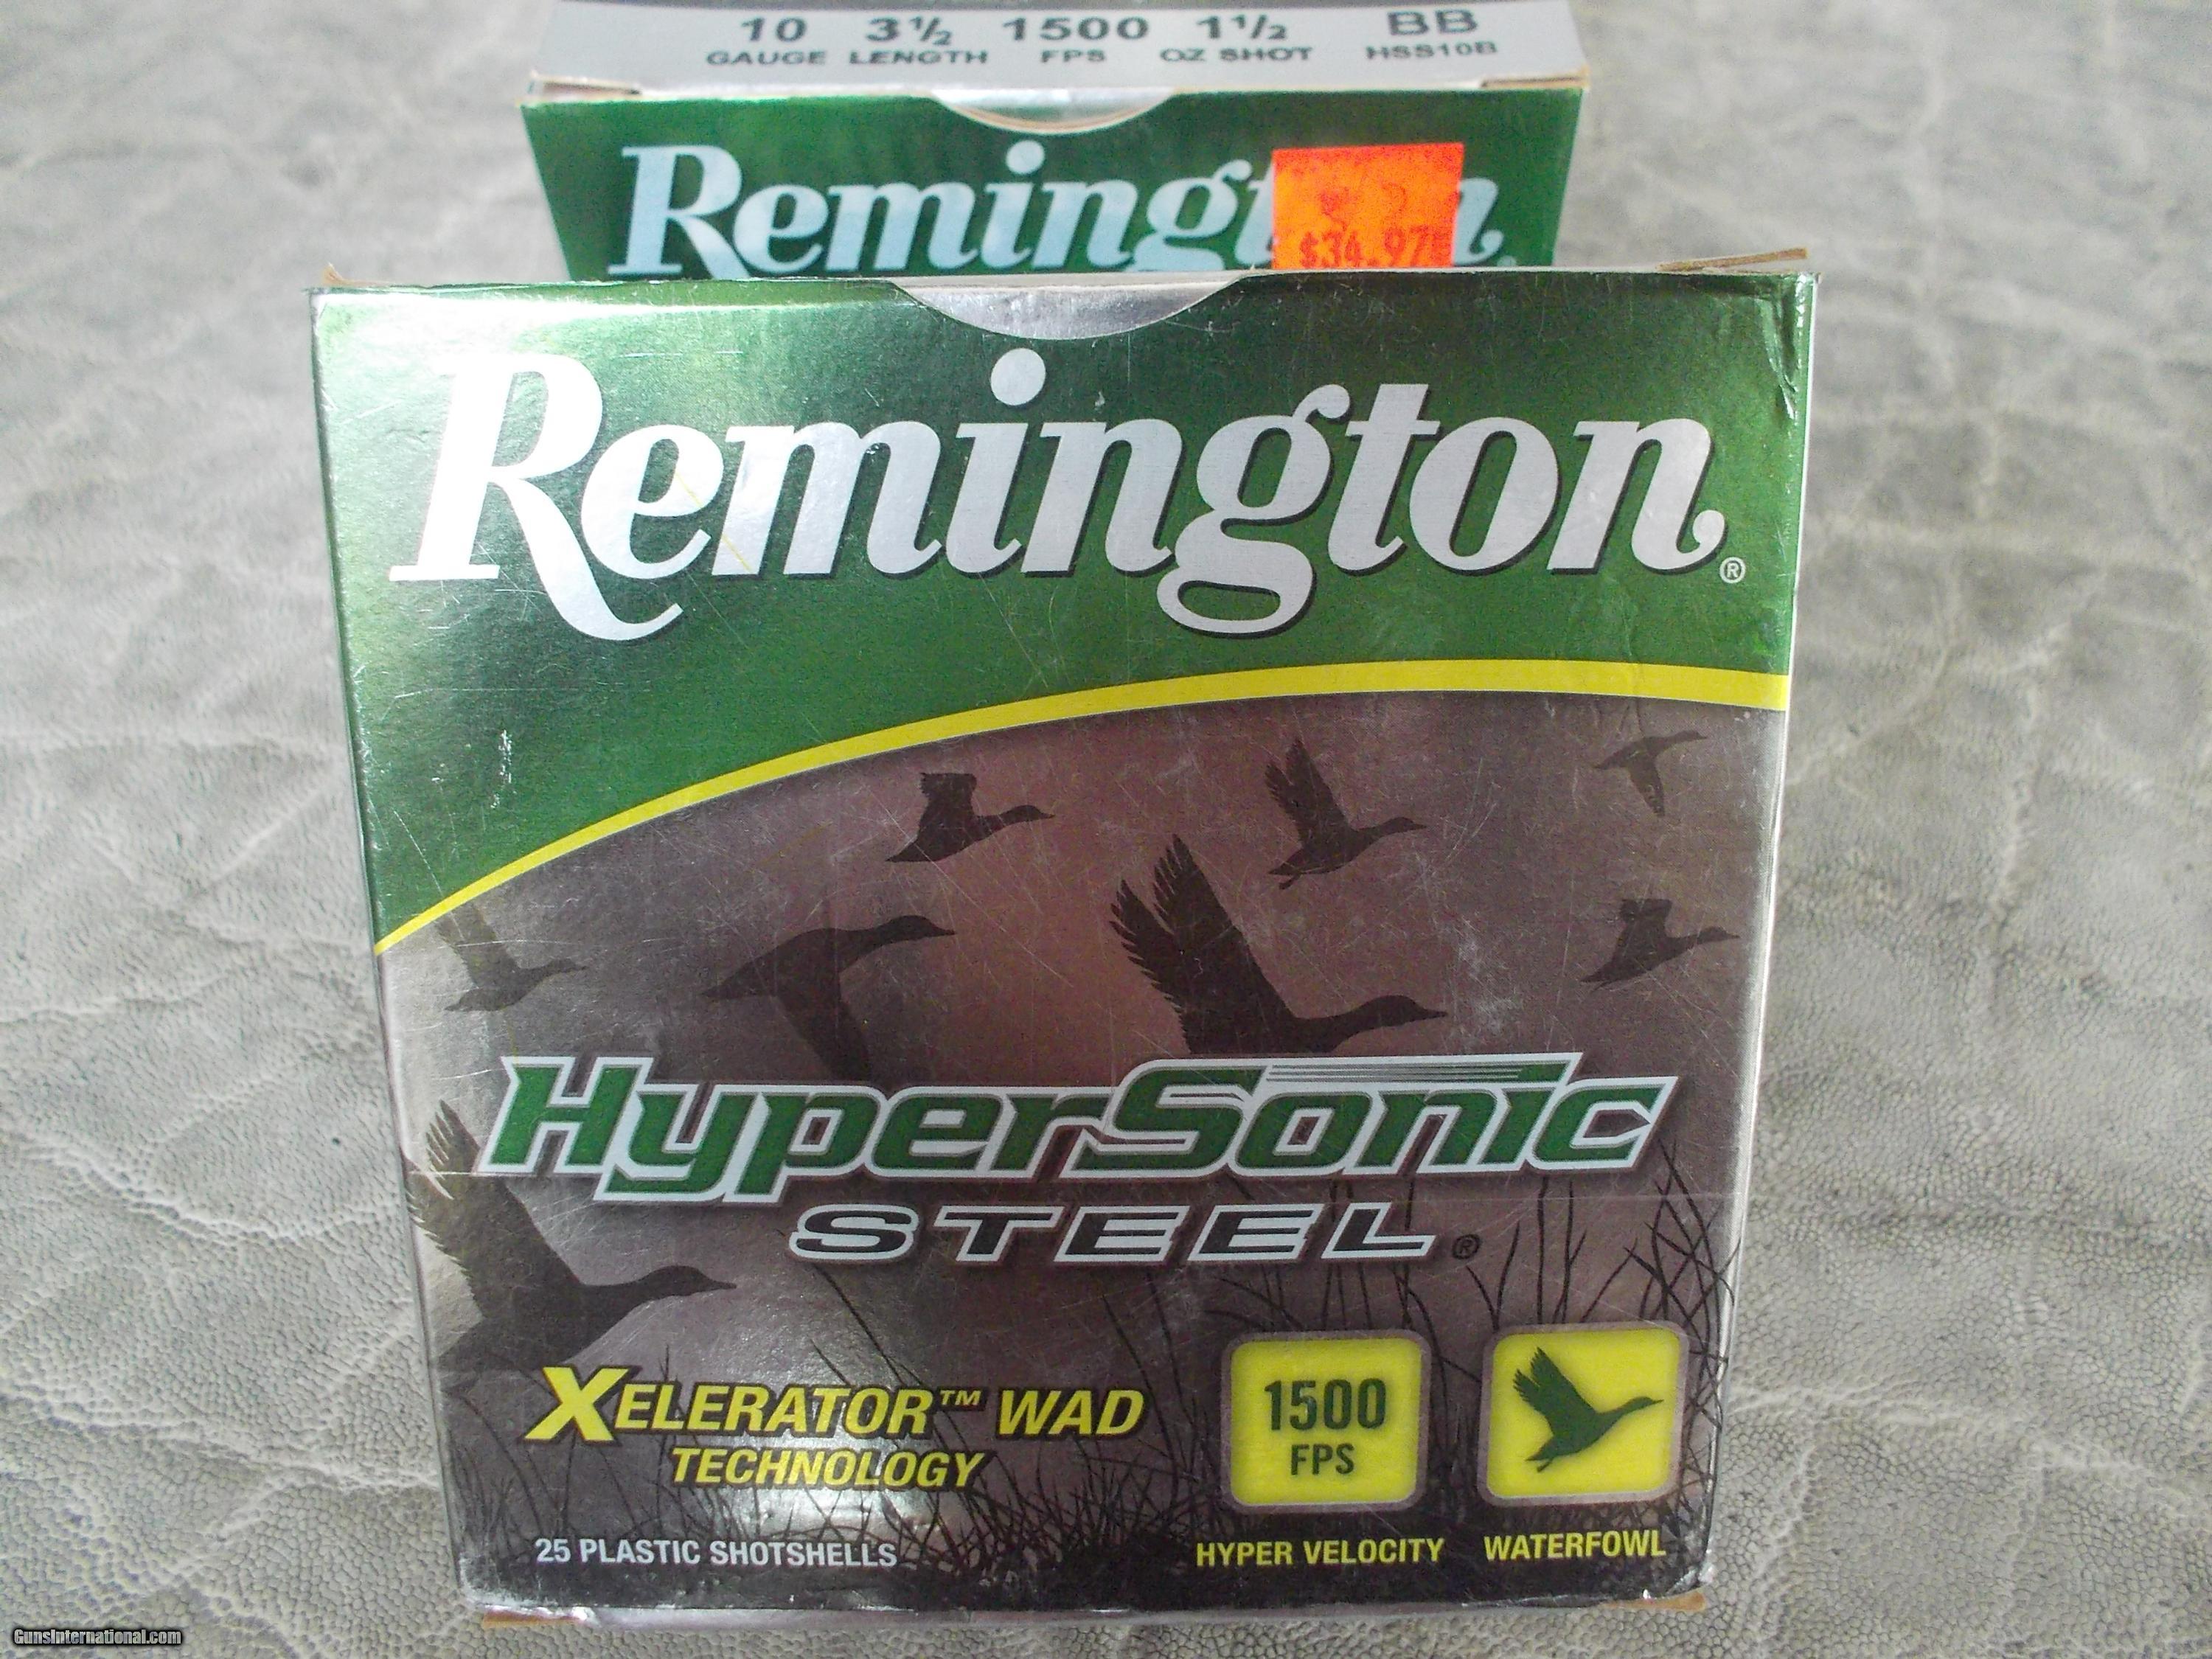 10 3½ 1500 1½ BB
GAUGE LENGTH FPS OZ SHOT HSS10B
Remington
$34.97
Remington®
HyperSonic
STEEL®
XELERATOR™ WAD
TECHNOLOGY
1500
FPS
25 PLASTIC SHOTSHELLS
HYPER VELOCITY
WATERFOWL
GunsInternational.com